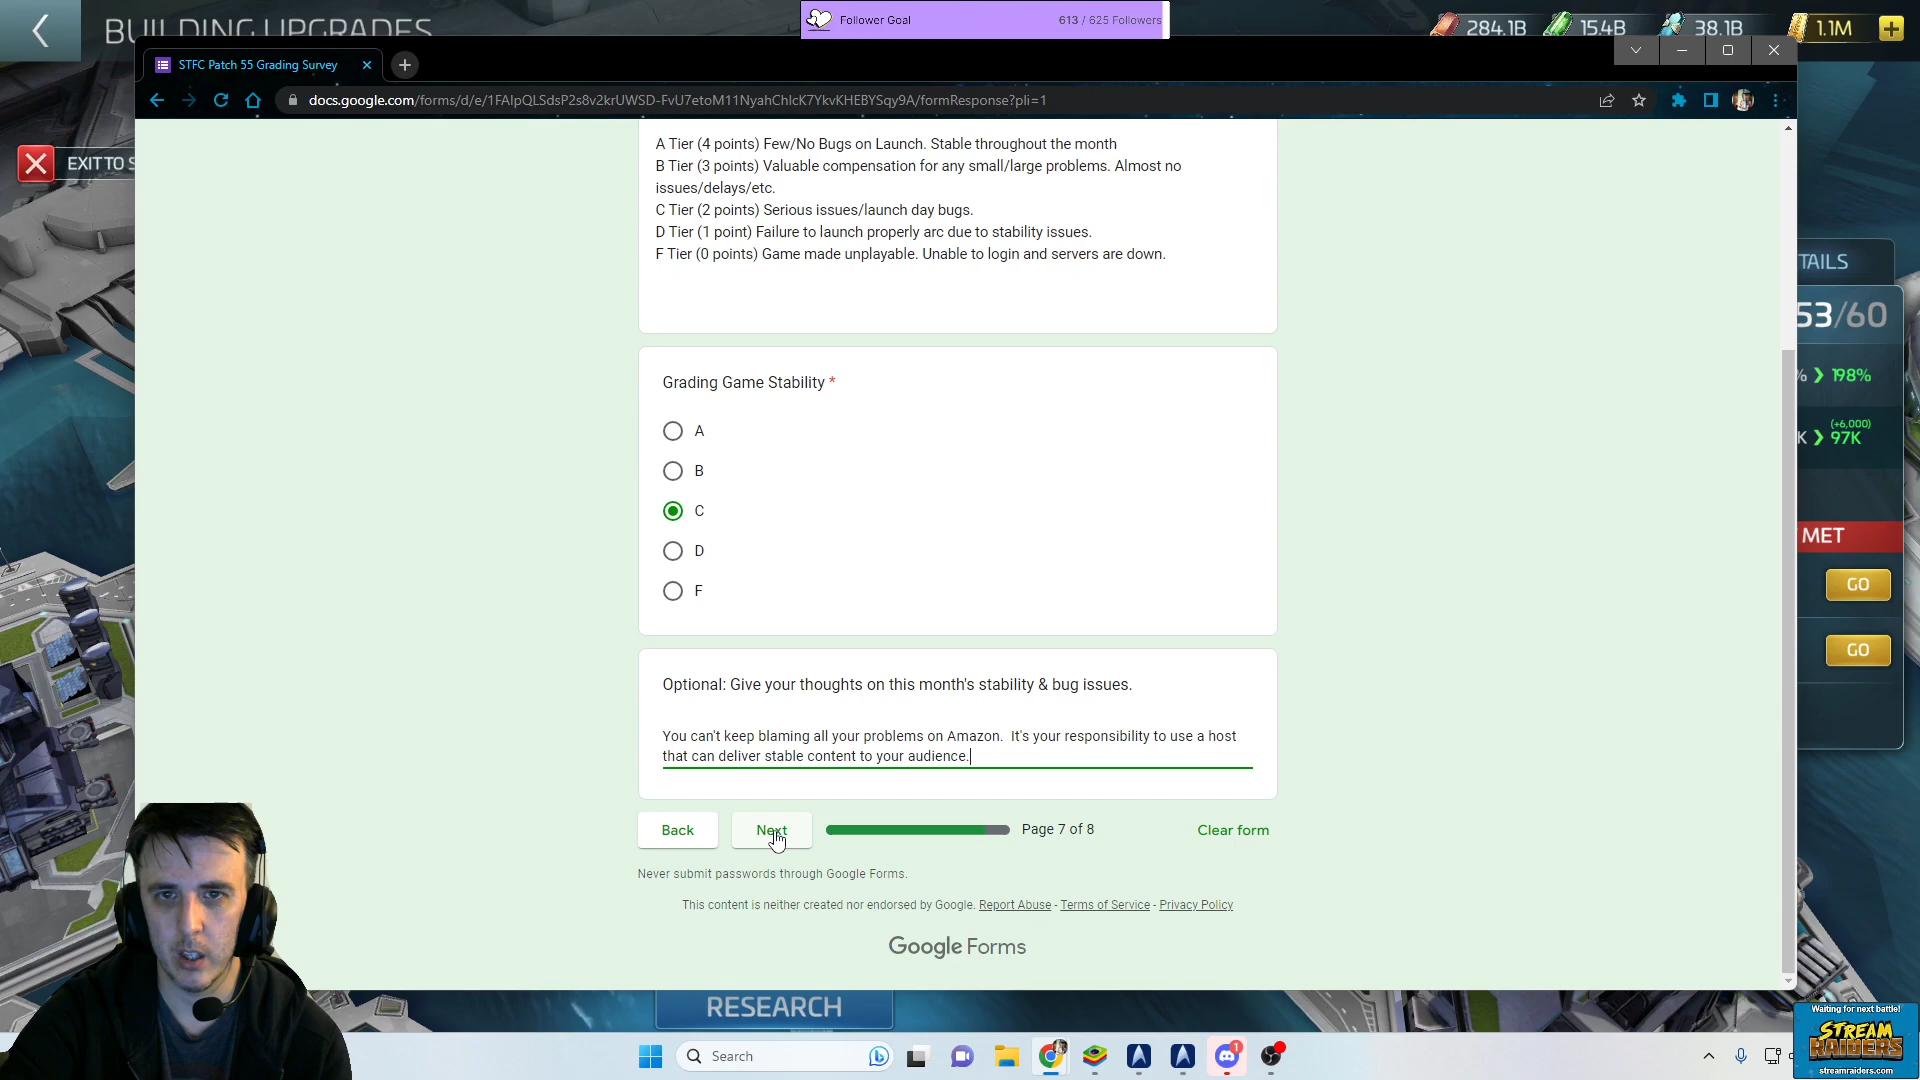 BUILDING UPGRADES
Follower Goal
613 / 625 Followers
284.1B
15.4B
38.1B
1.1M
STFC Patch 55 Grading Survey
docs.google.com/forms/d/e/1FAIpQLSdsP2s8v2krUWSD-FvU7etoM11NyahChlcK7YkvKHEBYSqy9A/formResponse?pli=1
EXIT TO S
A Tier (4 points) Few/No Bugs on Launch. Stable throughout the month
B Tier (3 points) Valuable compensation for any small/large problems. Almost no
issues/delays/etc.
C Tier (2 points) Serious issues/launch day bugs.
D Tier (1 point) Failure to launch properly arc due to stability issues.
F Tier (0 points) Game made unplayable. Unable to login and servers are down.
TAILS
53/60
% 198%
(+6,000)
K 97K
MET
GO
GO
Grading Game Stability *
A
B
C
D
F
Optional: Give your thoughts on this month's stability & bug issues.
You can't keep blaming all your problems on Amazon.  It's your responsibility to use a host
that can deliver stable content to your audience.
Back
Next
Page 7 of 8
Clear form
Never submit passwords through Google Forms.
This content is neither created nor endorsed by Google. Report Abuse - Terms of Service - Privacy Policy
Google Forms
RESEARCH
Search
1
Waiting for next battle!
STREAM
RAIDERS
streamraiders.com